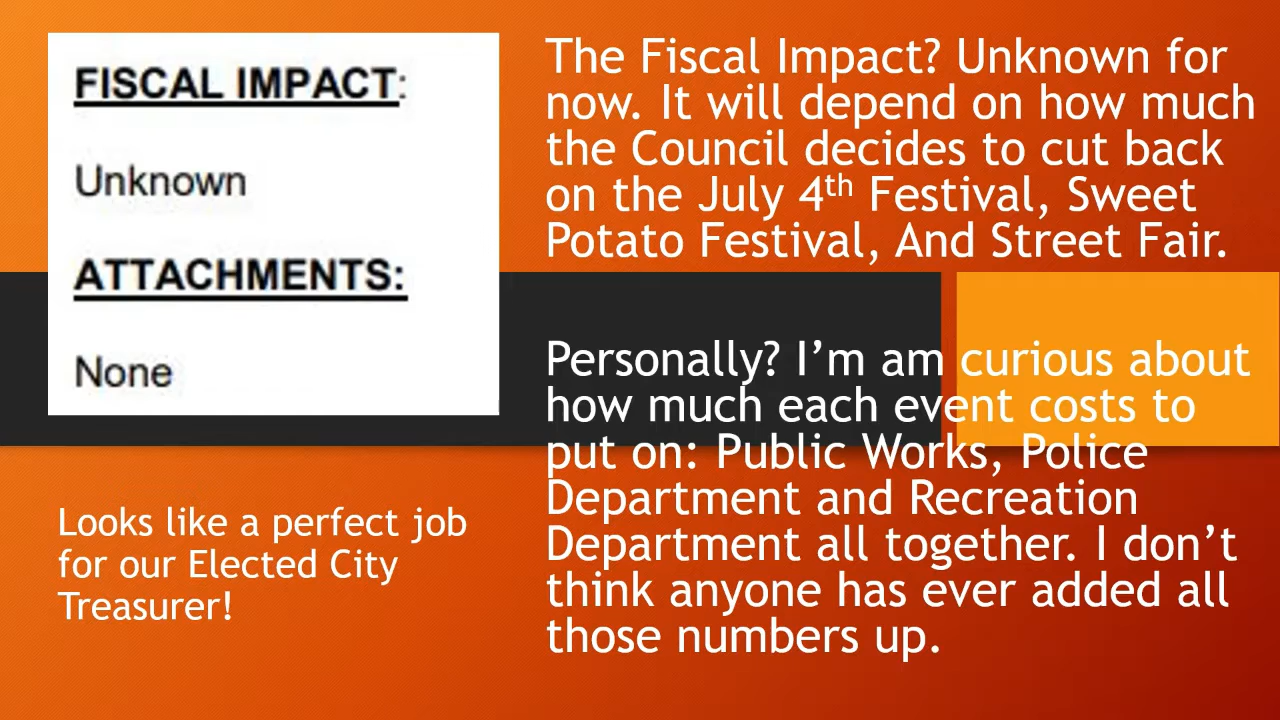 FISCAL IMPACT:
Unknown
ATTACHMENTS:
None
Looks like a perfect job
for our Elected City
Treasurer!
The Fiscal Impact? Unknown for
now. It will depend on how much
the Council decides to cut back
on the July 4th Festival, Sweet
Potato Festival, And Street Fair.
Personally? I’m am curious about
how much each event costs to
put on: Public Works, Police
Department and Recreation
Department all together. I don’t
think anyone has ever added all
those numbers up.